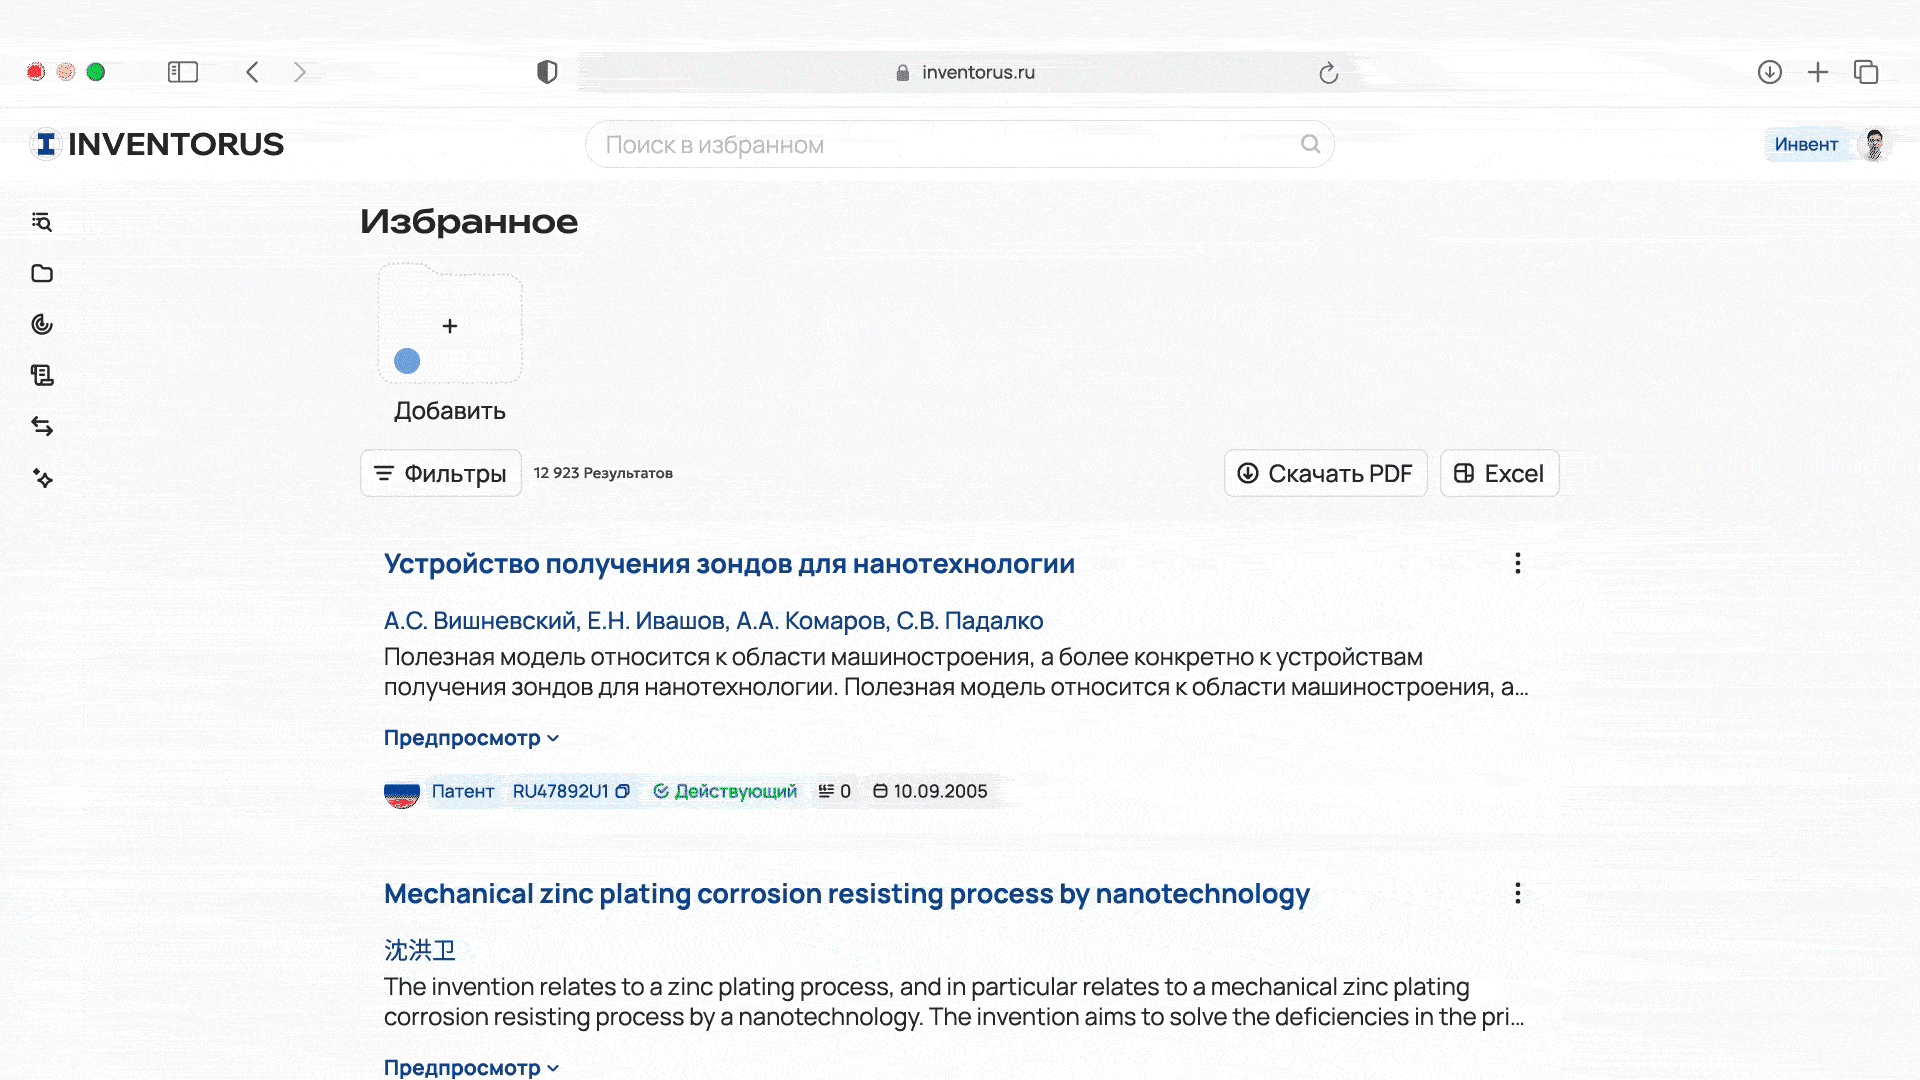 inventorus.ru
INVENTORUS
Поиск в избранном
Инвент
Избранное
+
Добавить
Фильтры
12 923 Результатов
Скачать PDF
Excel
Устройство получения зондов для нанотехнологии
А.С. Вишневский, Е.Н. Ивашов, А.А. Комаров, С.В. Падалко
Полезная модель относится к области машиностроения, а более конкретно к устройствам
получения зондов для нанотехнологии. Полезная модель относится к области машиностроения, а...
Предпросмотр
Патент RU47892U1 Действующий 0 10.09.2005
Mechanical zinc plating corrosion resisting process by nanotechnology
沈洪卫
The invention relates to a zinc plating process, and in particular relates to a mechanical zinc plating
corrosion resisting process by a nanotechnology. The invention aims to solve the deficiencies in the pri...
Предпросмотр